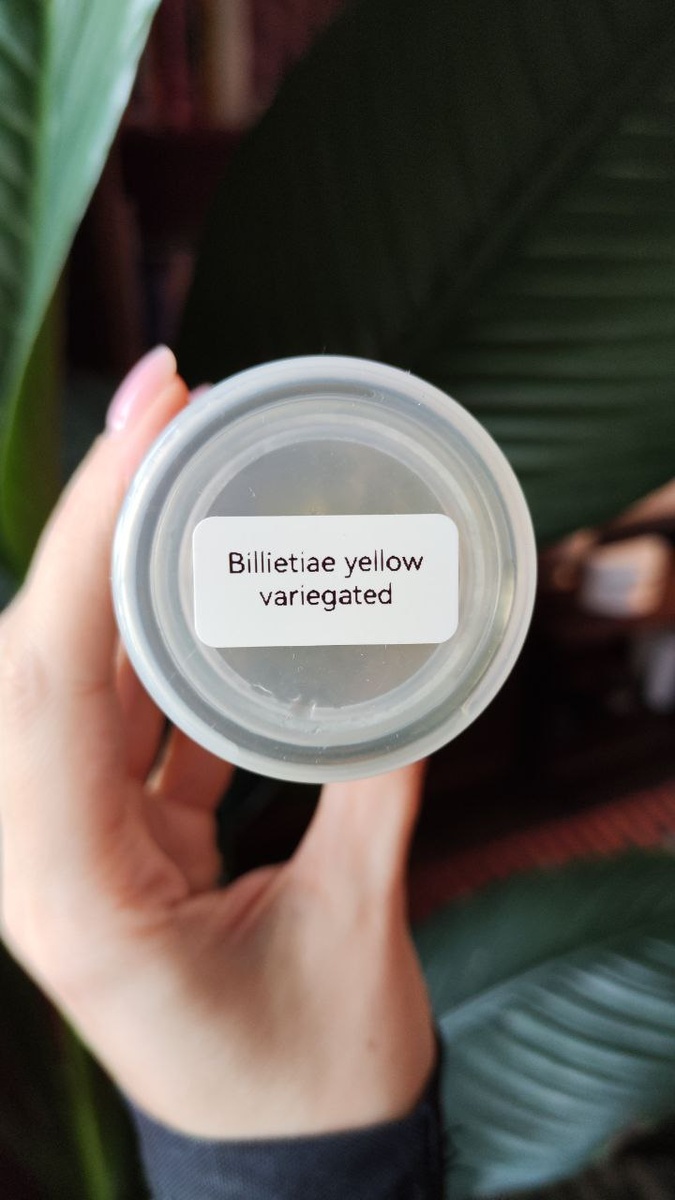 Billietiae yellow
variegated